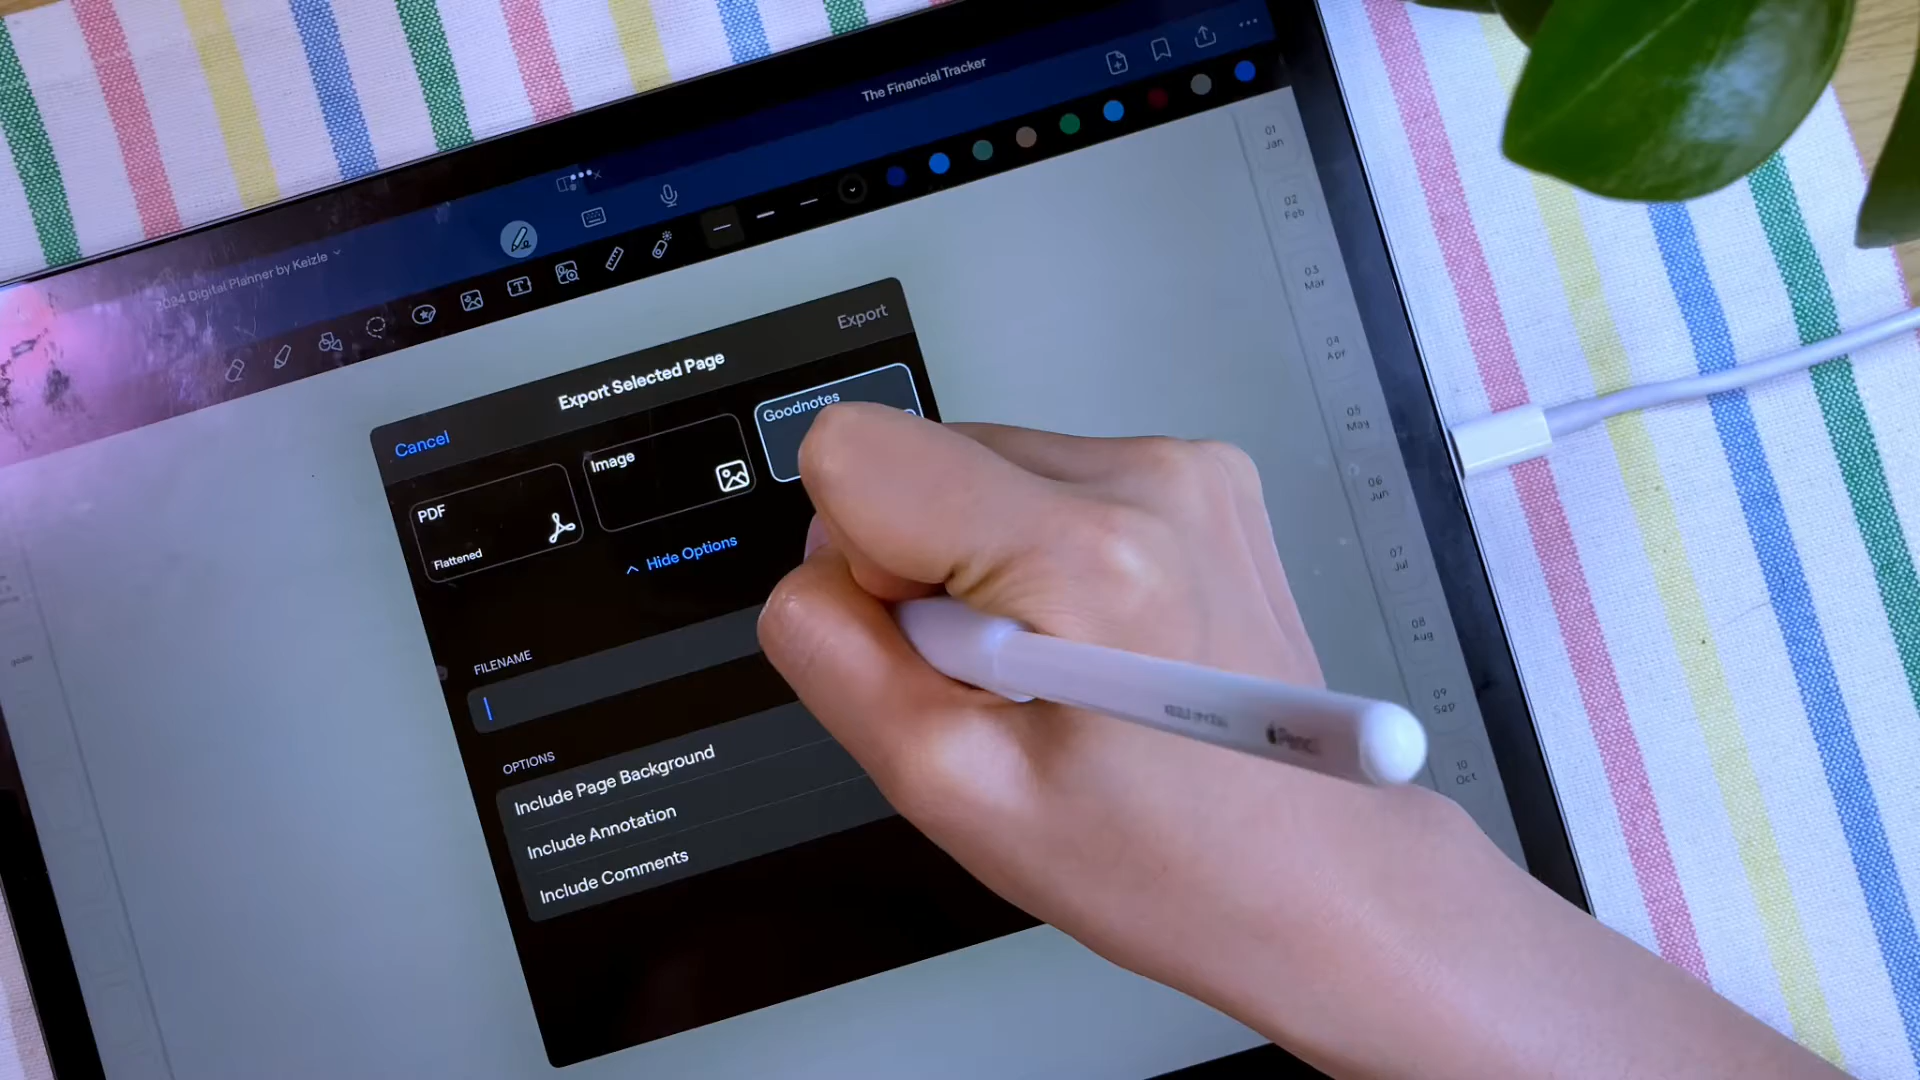 The Financial Tracker
2024 Digital Planner by Keizle
Cancel
Export Selected Page
Export
PDF
Flattened
Image
Goodnotes
Hide Options
FILENAME
OPTIONS
Include Page Background
Include Annotation
Include Comments
01
Jan
02
Feb
03
Mar
04
Apr
05
May
06
Jun
07
Jul
08
Aug
09
Sep
10
Oct
goals
Pencil